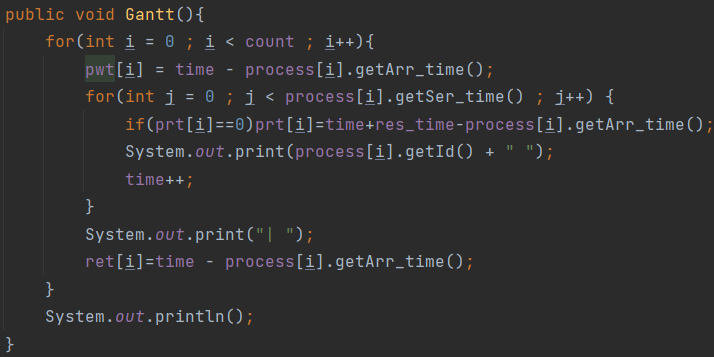 public void Gantt(){
    for(int i = 0 ; i < count ; i++){
        pwt[i] = time - process[i].getArr_time();
        for(int j = 0 ; j < process[i].getSer_time() ; j++) {
            if(prt[i]==0)prt[i]=time+res_time-process[i].getArr_time();
            System.out.print(process[i].getId() + " ");
            time++;
        }
        System.out.print("| ");
        ret[i]=time - process[i].getArr_time();
    }
    System.out.println();
}